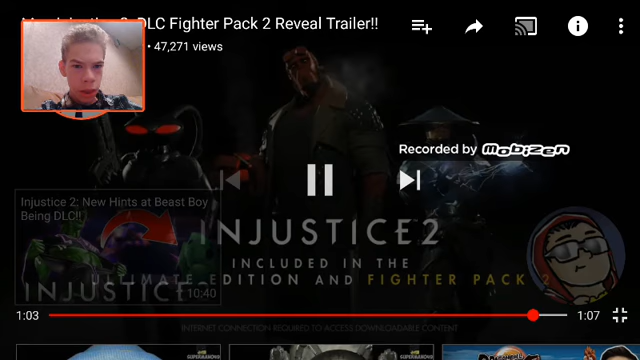 DLC Fighter Pack 2 Reveal Trailer!!
• 47,271 views
Recorded by Mobizen
Injustice 2: New Hints at Beast Boy
Being DLC!!
INJUSTICE 2
INCLUDED IN THE
ULTIMATE EDITION AND FIGHTER PACK 2
INJUSTICE
10:40
1:03
1:07
INTERNET CONNECTION REQUIRED TO ACCESS DOWNLOADABLE CONTENT